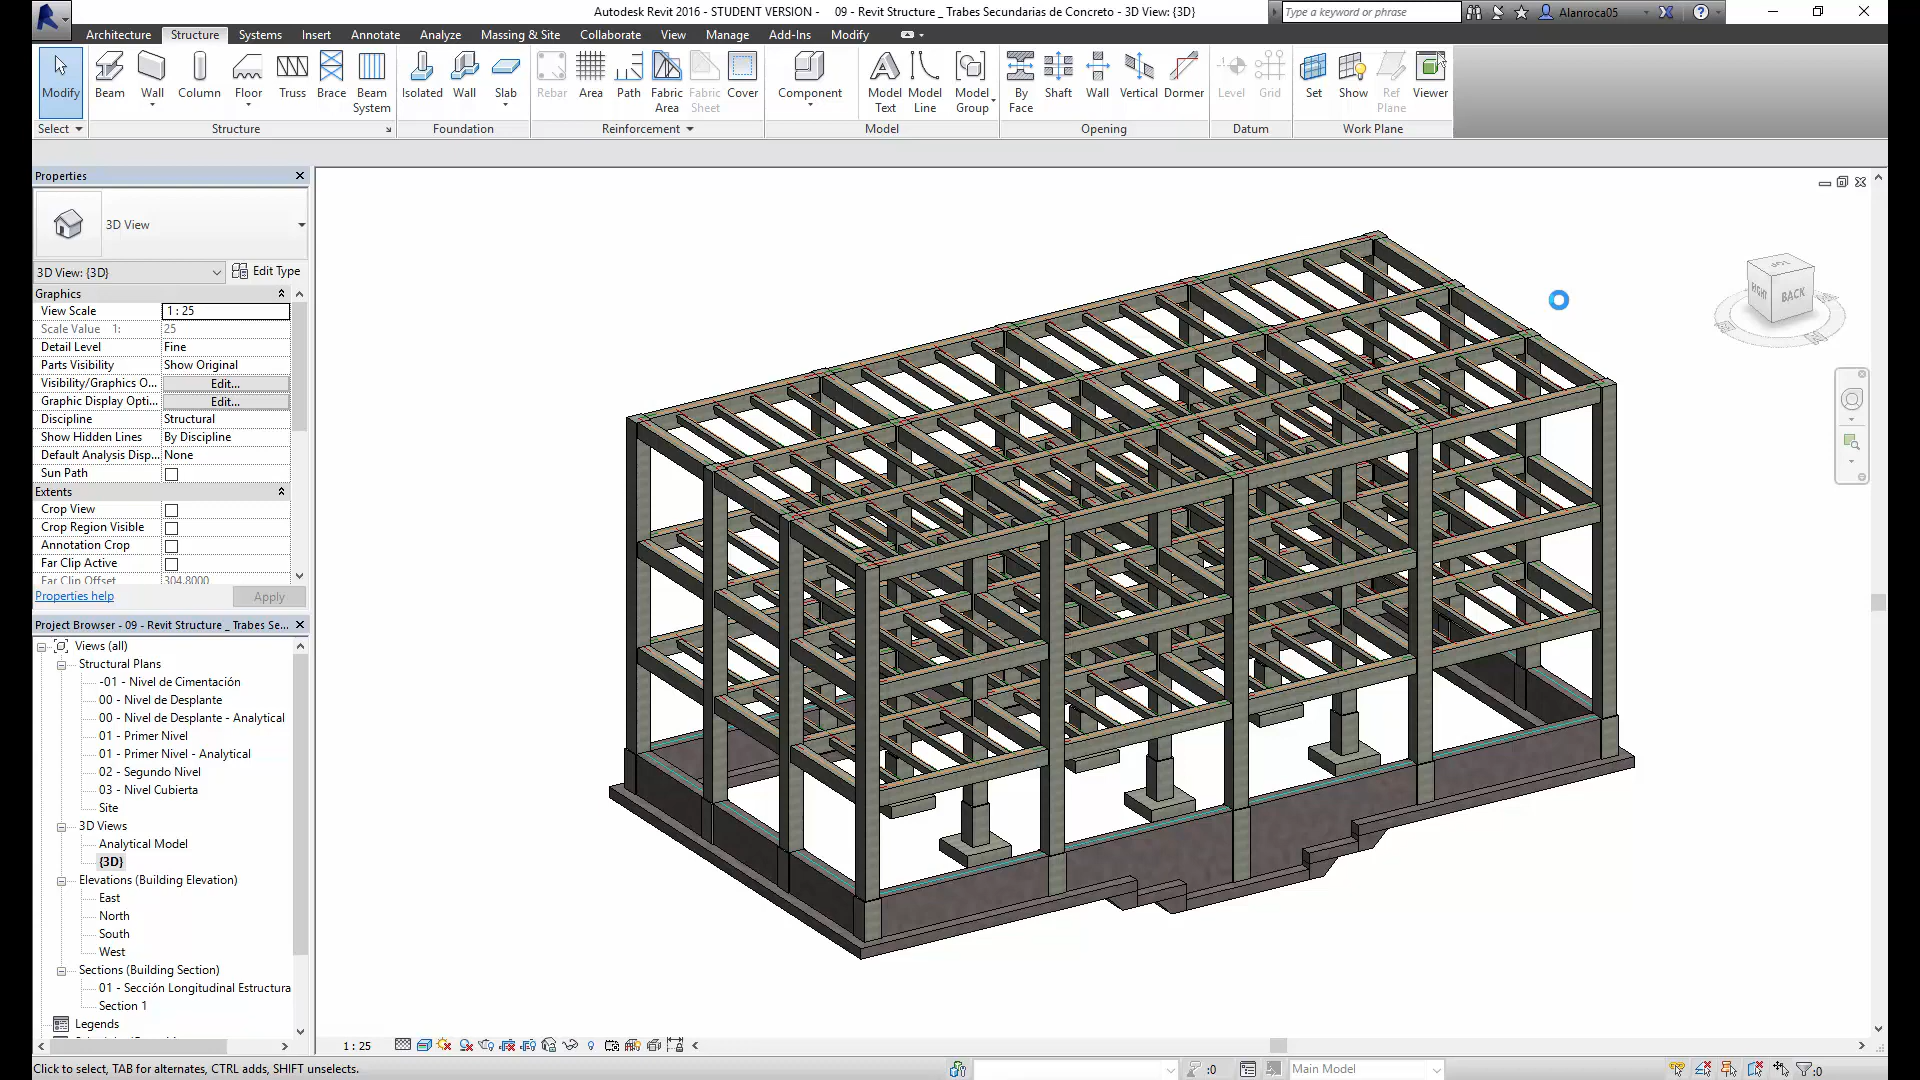 Autodesk Revit 2016 - STUDENT VERSION - 09 - Revit Structure _ Trabes Secundarias de Concreto - 3D View: {3D}
Type a keyword or phrase
Alanroca05
Architecture Structure Systems Insert Annotate Analyze Massing & Site Collaborate View Manage Add-Ins Modify
Modify Beam Wall Column Floor Truss Brace Beam System Isolated Wall Slab Rebar Area Path Fabric Area Fabric Sheet Cover Component Model Text Model Line Model Group By Face Shaft Wall Vertical Dormer Level Grid Set Show Ref Plane Viewer
Select Structure Foundation Reinforcement Model Opening Datum Work Plane
Properties
3D View
3D View: {3D} Edit Type
Graphics
View Scale 1 : 25
Scale Value 1: 25
Detail Level Fine
Parts Visibility Show Original
Visibility/Graphics O... Edit...
Graphic Display Opti... Edit...
Discipline Structural
Show Hidden Lines By Discipline
Default Analysis Disp... None
Sun Path
Extents
Crop View
Crop Region Visible
Annotation Crop
Far Clip Active
Far Clip Offset 304.8000
Properties help Apply
Project Browser - 09 - Revit Structure _ Trabes Se...
Views (all)
Structural Plans
-01 - Nivel de Cimentación
00 - Nivel de Desplante
00 - Nivel de Desplante - Analytical
01 - Primer Nivel
01 - Primer Nivel - Analytical
02 - Segundo Nivel
03 - Nivel Cubierta
Site
3D Views
Analytical Model
{3D}
Elevations (Building Elevation)
East
North
South
West
Sections (Building Section)
01 - Sección Longitudinal Estructura
Section 1
Legends
TOP
RIGHT BACK
1 : 25
Click to select, TAB for alternates, CTRL adds, SHIFT unselects.
:0
Main Model
:0